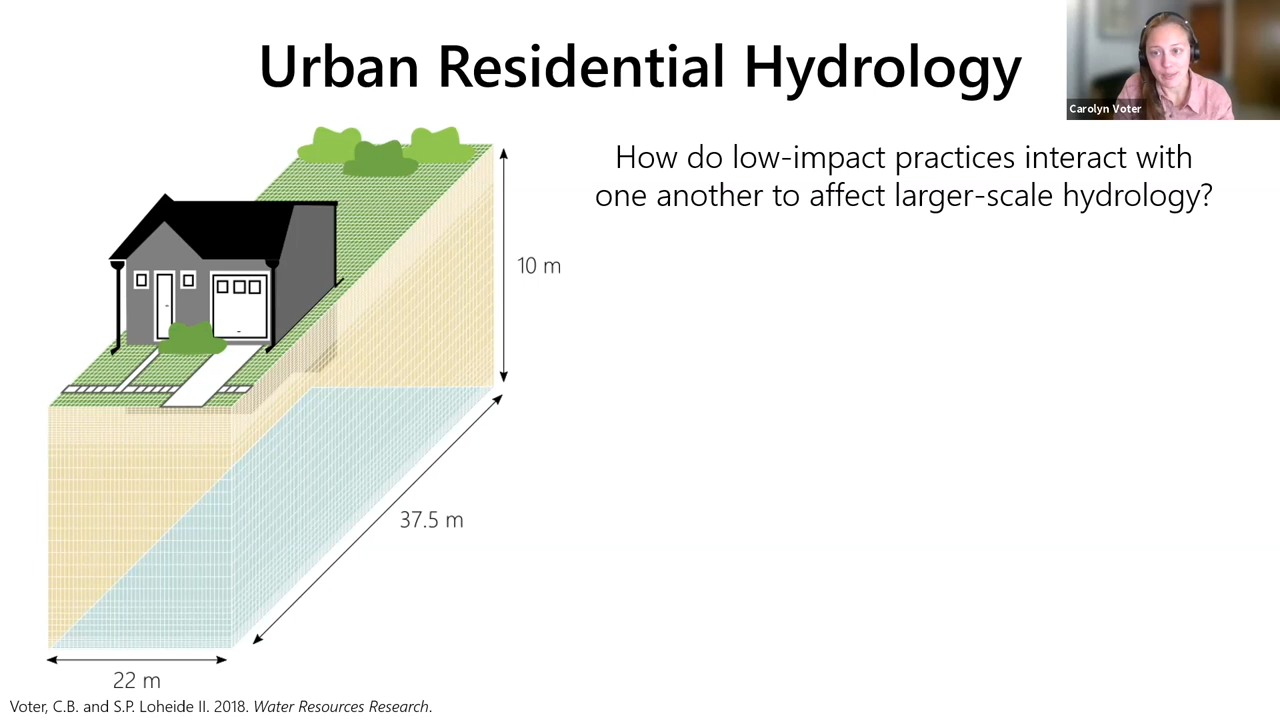 Urban Residential Hydrology
Carolyn Voter
How do low-impact practices interact with
one another to affect larger-scale hydrology?
10 m
37.5 m
22 m
Voter, C.B. and S.P. Loheide II. 2018. Water Resources Research.